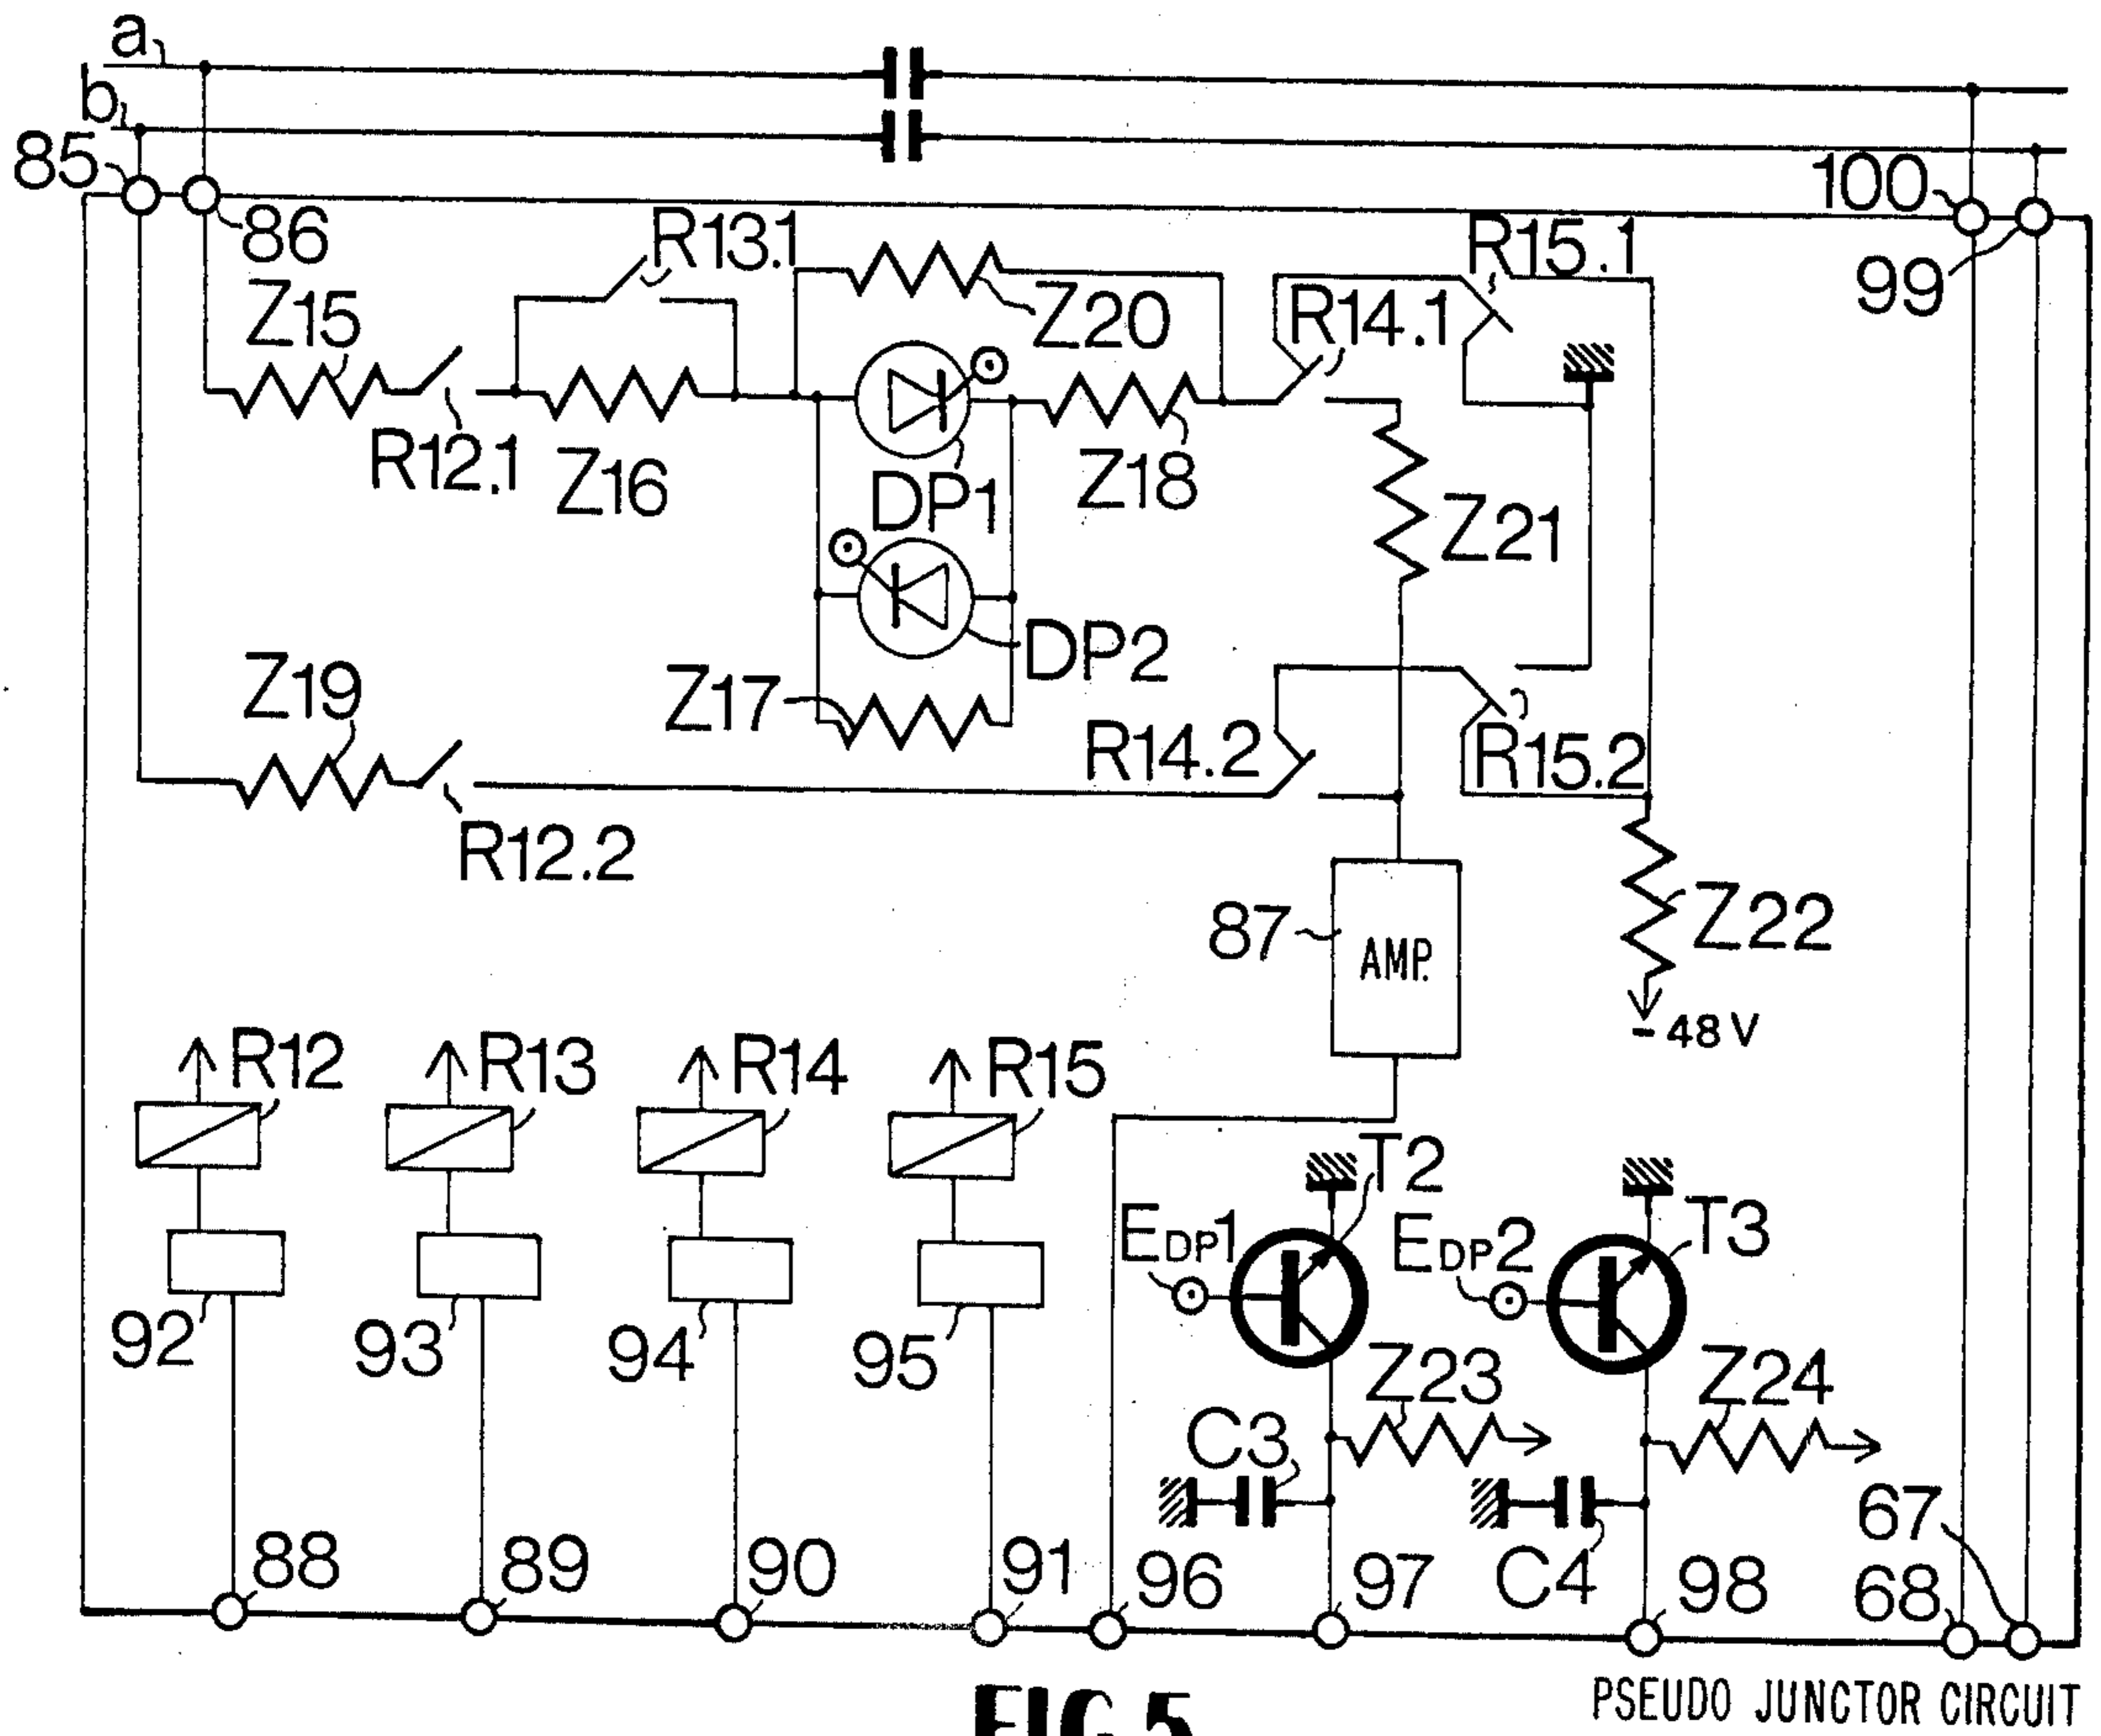 a
b
85
86
100
99
R13.1
R15.1
Z15
Z20
R14.1
R12.1
Z16
DP1
Z18
Z21
DP2
Z19
Z17
R14.2
R15.2
R12.2
87
AMP.
Z22
- 48 V
R12
R13
R14
R15
T2
EDP1
EDP2
T3
92
93
94
95
Z23
Z24
C3
C4
67
88
89
90
91
96
97
98
68
PSEUDO JUNCTOR CIRCUIT
FIG. 5